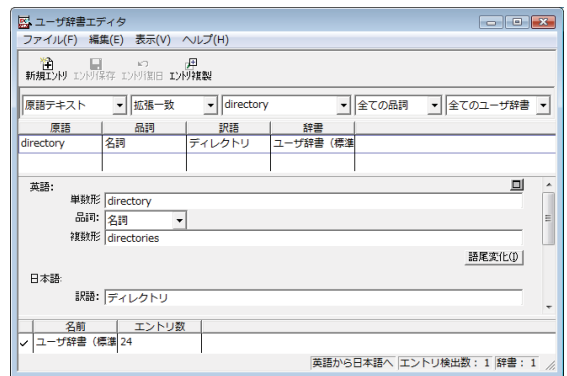 ユーザ辞書エディタ
ファイル(F) 編集(E) 表示(V) ヘルプ(H)
新規エントリ エントリ保存 エントリ復旧 エントリ複製
原語テキスト 拡張一致 directory 全ての品詞 全てのユーザ辞書
原語 品詞 訳語 辞書
directory 名詞 ディレクトリ ユーザ辞書（標準
英語:
単数形 directory
品詞: 名詞
複数形 directories
語尾変化(I)
日本語:
訳語: ディレクトリ
名前 エントリ数
✓ ユーザ辞書（標準 24
英語から日本語へ エントリ検出数： 1 辞書： 1